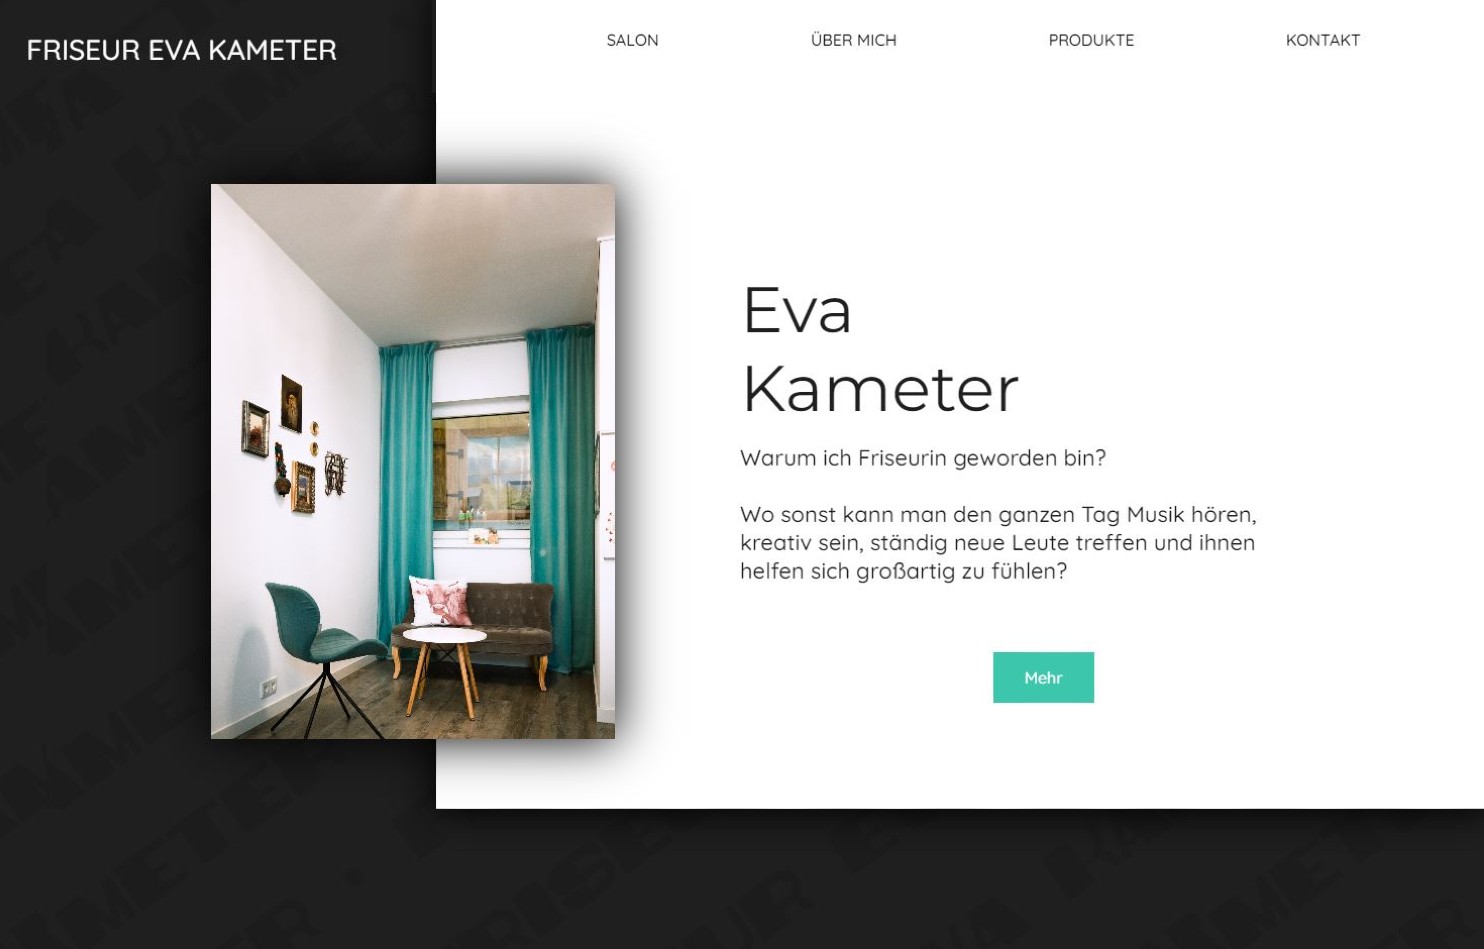 FRISEUR EVA KAMETER
SALON
ÜBER MICH
PRODUKTE
KONTAKT
Eva
Kameter
Warum ich Friseurin geworden bin?
Wo sonst kann man den ganzen Tag Musik hören,
kreativ sein, ständig neue Leute treffen und ihnen
helfen sich großartig zu fühlen?
Mehr